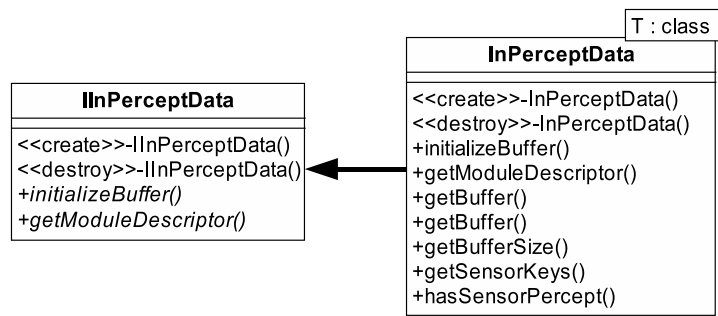 IInPerceptData
<<create>>-IInPerceptData()
<<destroy>>-IInPerceptData()
+initializeBuffer()
+getModuleDescriptor()
T : class
InPerceptData
<<create>>-InPerceptData()
<<destroy>>-InPerceptData()
+initializeBuffer()
+getModuleDescriptor()
+getBuffer()
+getBuffer()
+getBufferSize()
+getSensorKeys()
+hasSensorPercept()